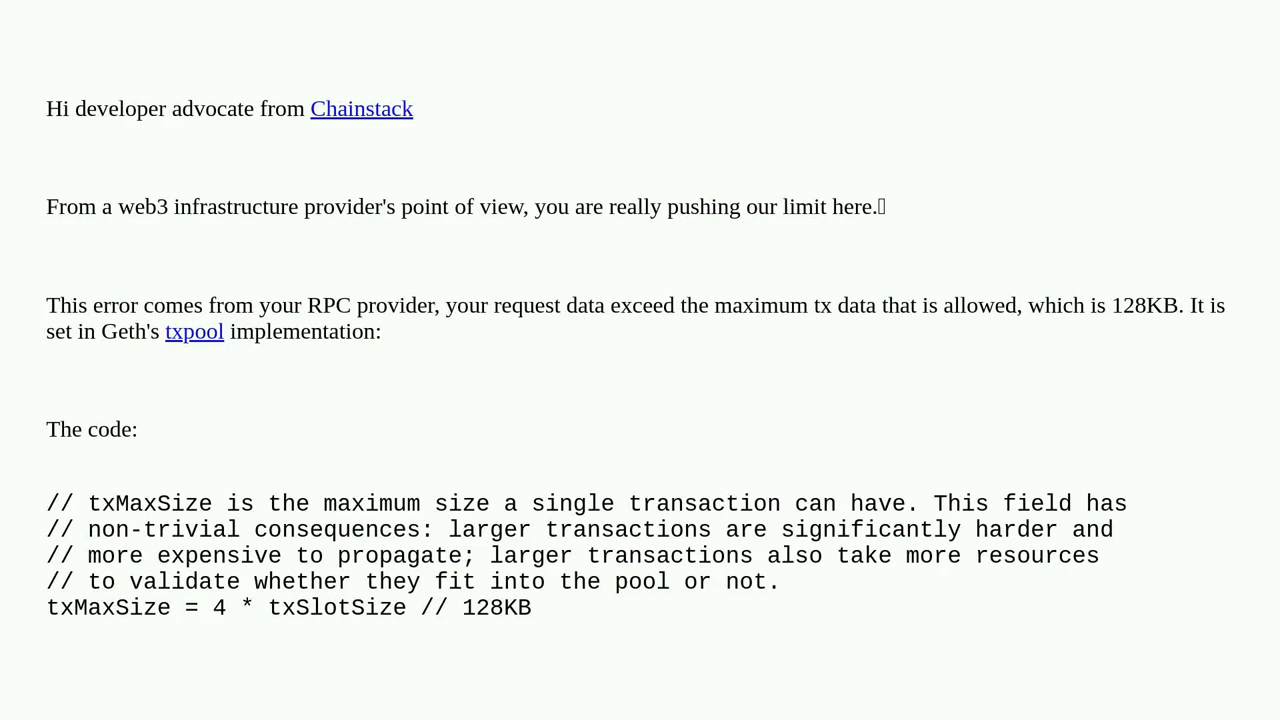 Hi developer advocate from Chainstack
From a web3 infrastructure provider's point of view, you are really pushing our limit here.
This error comes from your RPC provider, your request data exceed the maximum tx data that is allowed, which is 128KB. It is
set in Geth's txpool implementation:
The code:
// txMaxSize is the maximum size a single transaction can have. This field has
// non-trivial consequences: larger transactions are significantly harder and
// more expensive to propagate; larger transactions also take more resources
// to validate whether they fit into the pool or not.
txMaxSize = 4 * txSlotSize // 128KB